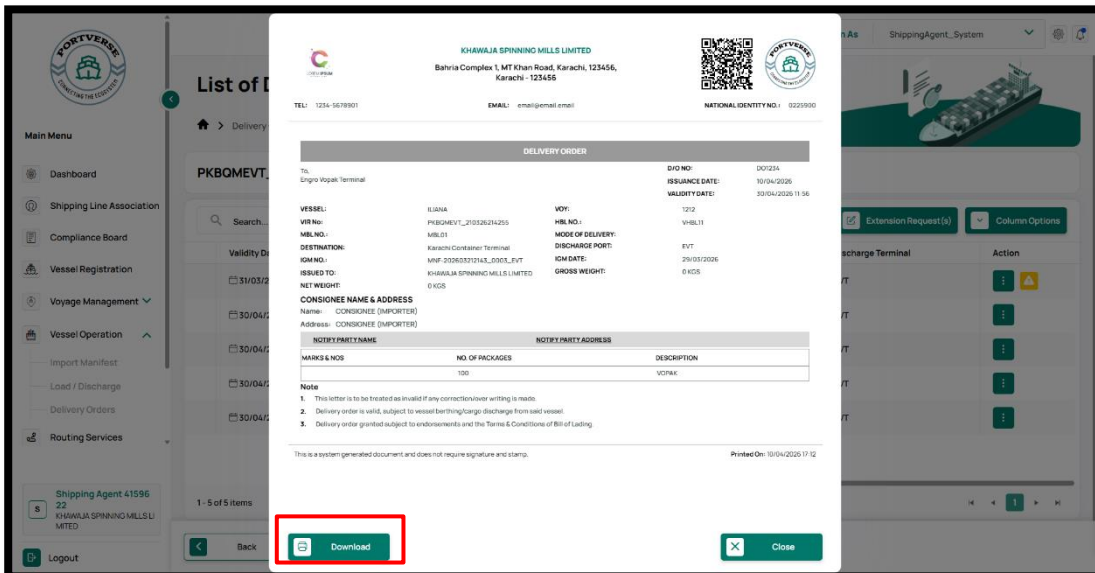 PORTVERSE
CONNECTING THE ECOSYSTEM
Main Menu
Dashboard
Shipping Line Association
Compliance Board
Vessel Registration
Voyage Management
Vessel Operation
Import Manifest
Load / Discharge
Delivery Orders
Routing Services
S
Shipping Agent 41596
22
KHAWAJA SPINNING MILLS LI
MITED
Logout
List of D
Delivery
PKBQMEVT_
Search...
Validity Da
31/03/2
30/04/2
30/04/2
30/04/2
30/04/2
1 - 5 of 5 items
Back
KHAWAJA SPINNING MILLS LIMITED
Bahria Complex 1, MT Khan Road, Karachi, 123456,
Karachi - 123456
PORTVERSE
TEL: 1234-5678901 EMAIL: email@email.email NATIONAL IDENTITY NO.: 0225900
DELIVERY ORDER
To,
Engro Vopak Terminal
D/O NO: DO1234
ISSUANCE DATE: 10/04/2026
VALIDITY DATE: 30/04/2026 11:56
VESSEL: ILIANA VOY: 1212
VIR No: PKBQMEVT_210326214255 HBL NO.: VHBL11
MBL NO.: MBL01 MODE OF DELIVERY:
DESTINATION: Karachi Container Terminal DISCHARGE PORT: EVT
IGM NO.: MNF-202603212143_0003_EVT IGM DATE: 29/03/2026
ISSUED TO: KHAWAJA SPINNING MILLS LIMITED GROSS WEIGHT: 0 KGS
NET WEIGHT: 0 KGS
CONSIGNEE NAME & ADDRESS
Name: CONSIGNEE (IMPORTER)
Address: CONSIGNEE (IMPORTER)
NOTIFY PARTY NAME NOTIFY PARTY ADDRESS
MARKS & NOS NO. OF PACKAGES DESCRIPTION
100 VOPAK
Note
1. This letter is to be treated as invalid if any correction/over writing is made.
2. Delivery order is valid, subject to vessel berthing/cargo discharge from said vessel.
3. Delivery order granted subject to endorsements and the Terms & Conditions of Bill of Lading.
This is a system generated document and does not require signature and stamp. Printed On: 10/04/2026 17:12
Download
Close
n As ShippingAgent_System
Extension Request(s)
Column Options
scharge Terminal Action
VT
VT
VT
VT
VT
1